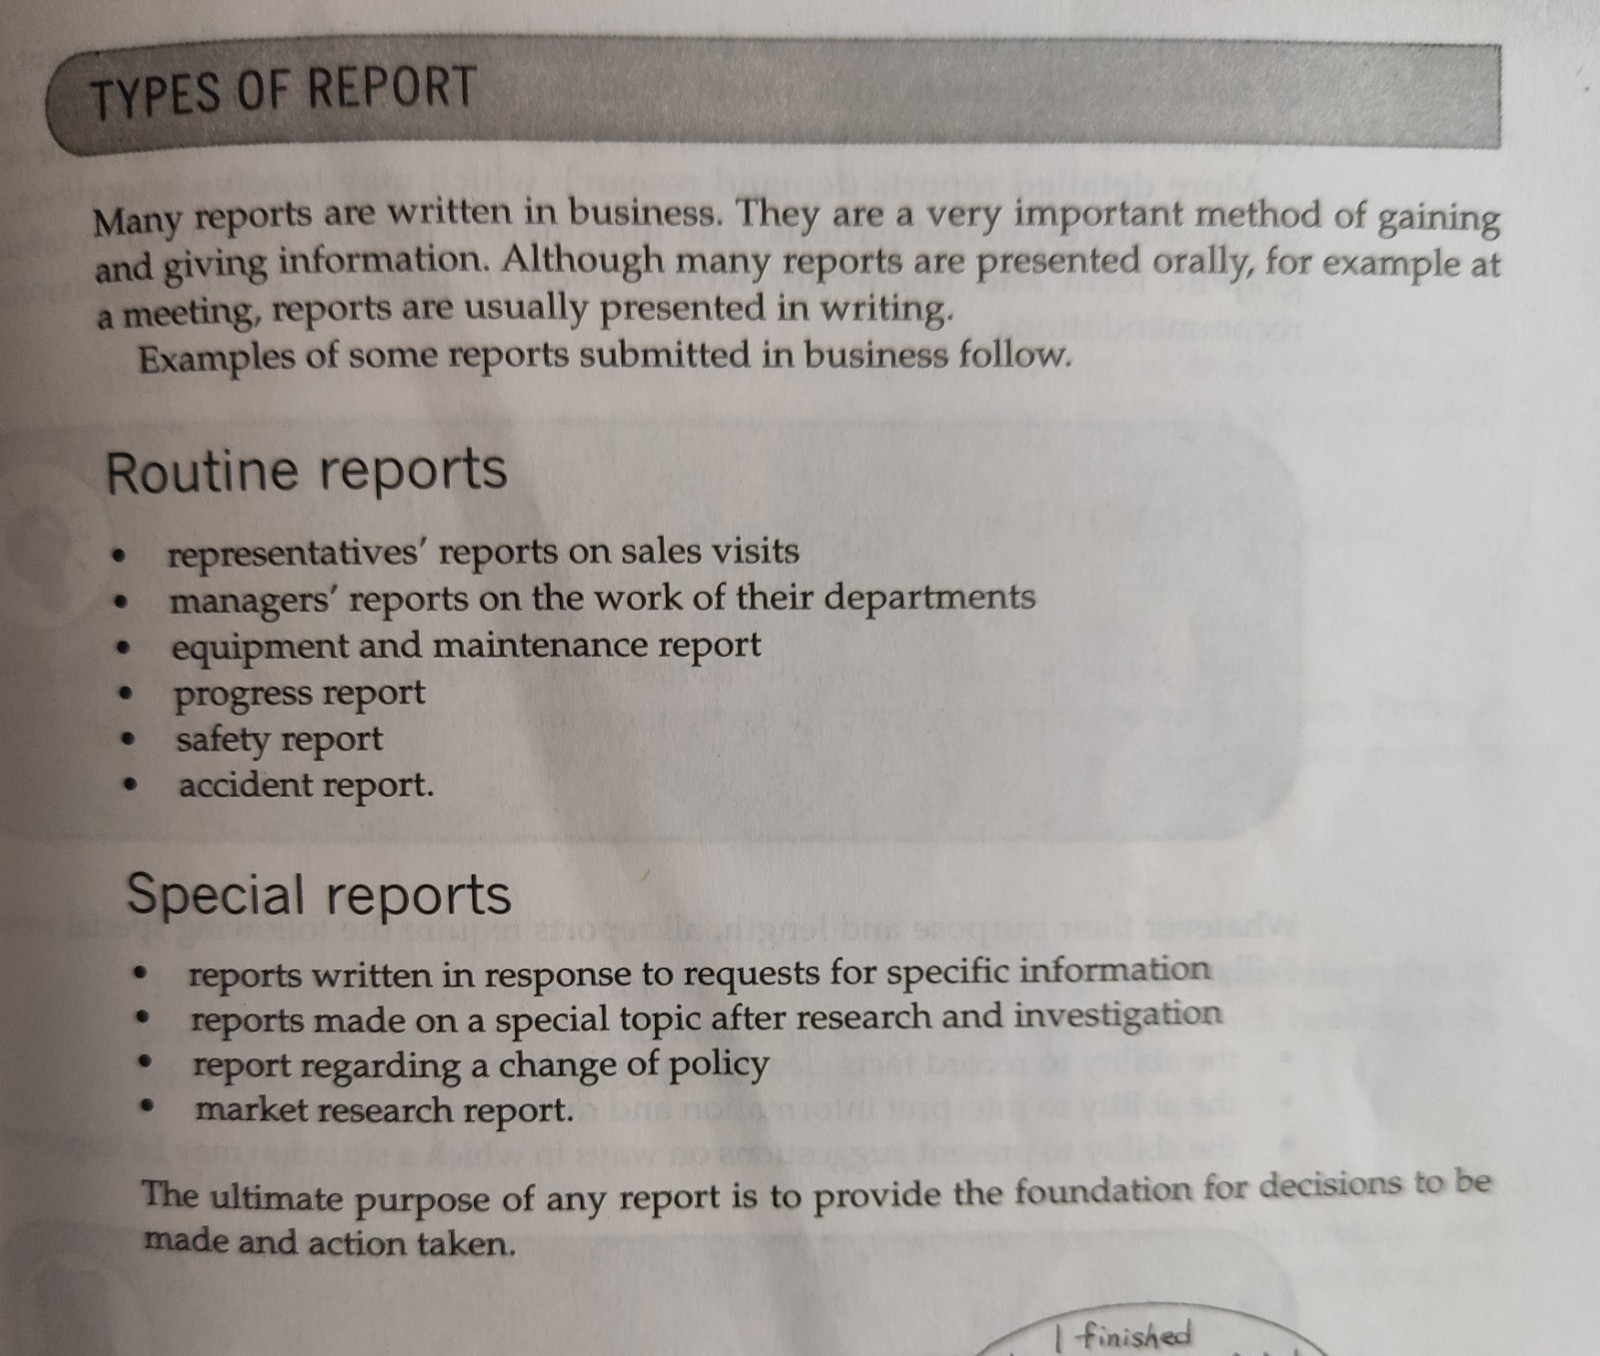 TYPES OF REPORT
Many reports are written in business. They are a very important method of gaining
and giving information. Although many reports are presented orally, for example at
a meeting, reports are usually presented in writing.
Examples of some reports submitted in business follow.
Routine reports
• representatives' reports on sales visits
• managers' reports on the work of their departments
• equipment and maintenance report
• progress report
• safety report
• accident report.
Special reports
• reports written in response to requests for specific information
• reports made on a special topic after research and investigation
• report regarding a change of policy
• market research report.
The ultimate purpose of any report is to provide the foundation for decisions to be
made and action taken.
I finished